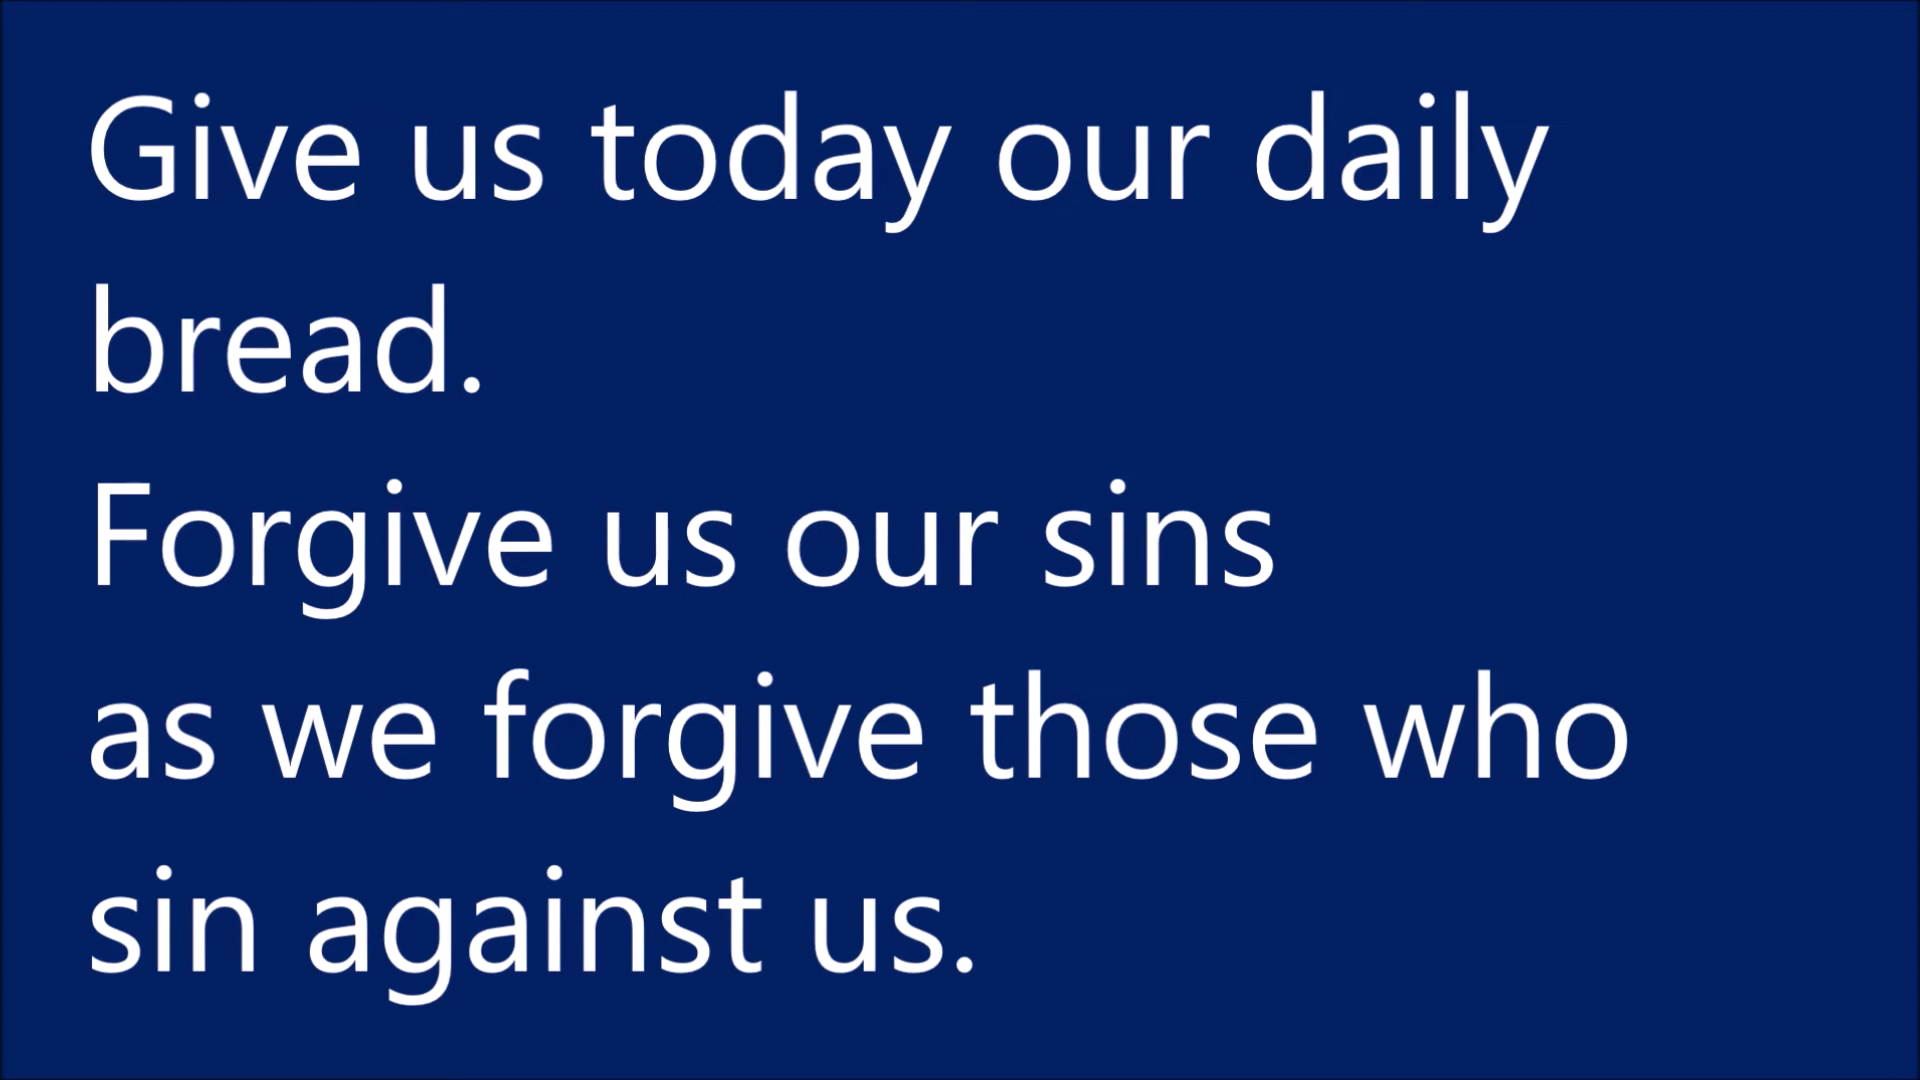 Give us today our daily
bread.
Forgive us our sins
as we forgive those who
sin against us.